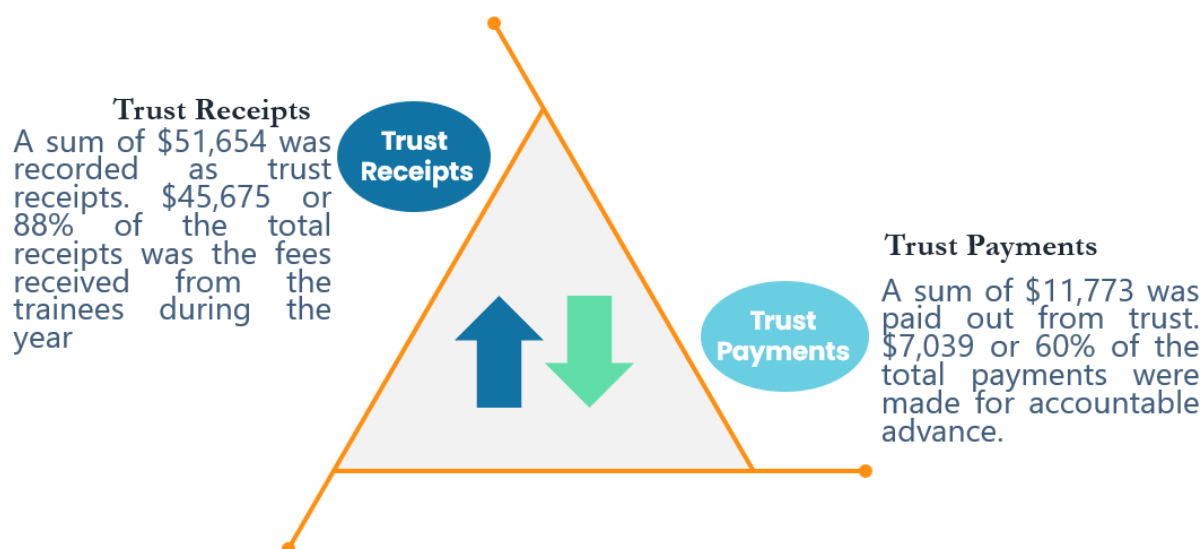 Trust Receipts
A sum of $51,654 was
recorded as trust
receipts. $45,675 or
88% of the total
receipts was the fees
received from the
trainees during the
year
Trust
Receipts
Trust
Payments
Trust Payments
A sum of $11,773 was
paid out from trust.
$7,039 or 60% of the
total payments were
made for accountable
advance.